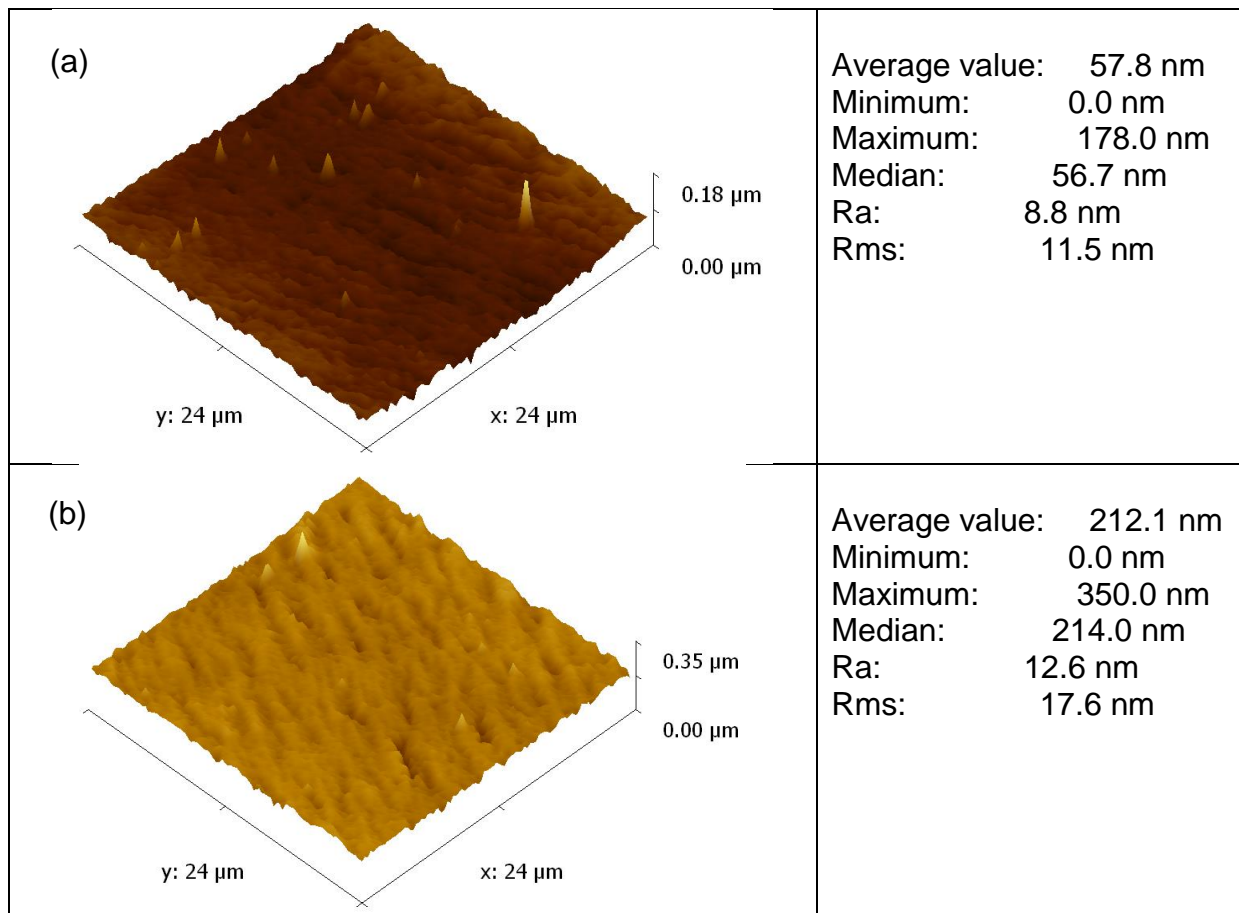 (a)
0.18 µm
0.00 µm
y: 24 µm
x: 24 µm
Average value: 57.8 nm
Minimum: 0.0 nm
Maximum: 178.0 nm
Median: 56.7 nm
Ra: 8.8 nm
Rms: 11.5 nm
(b)
0.35 µm
0.00 µm
y: 24 µm
x: 24 µm
Average value: 212.1 nm
Minimum: 0.0 nm
Maximum: 350.0 nm
Median: 214.0 nm
Ra: 12.6 nm
Rms: 17.6 nm